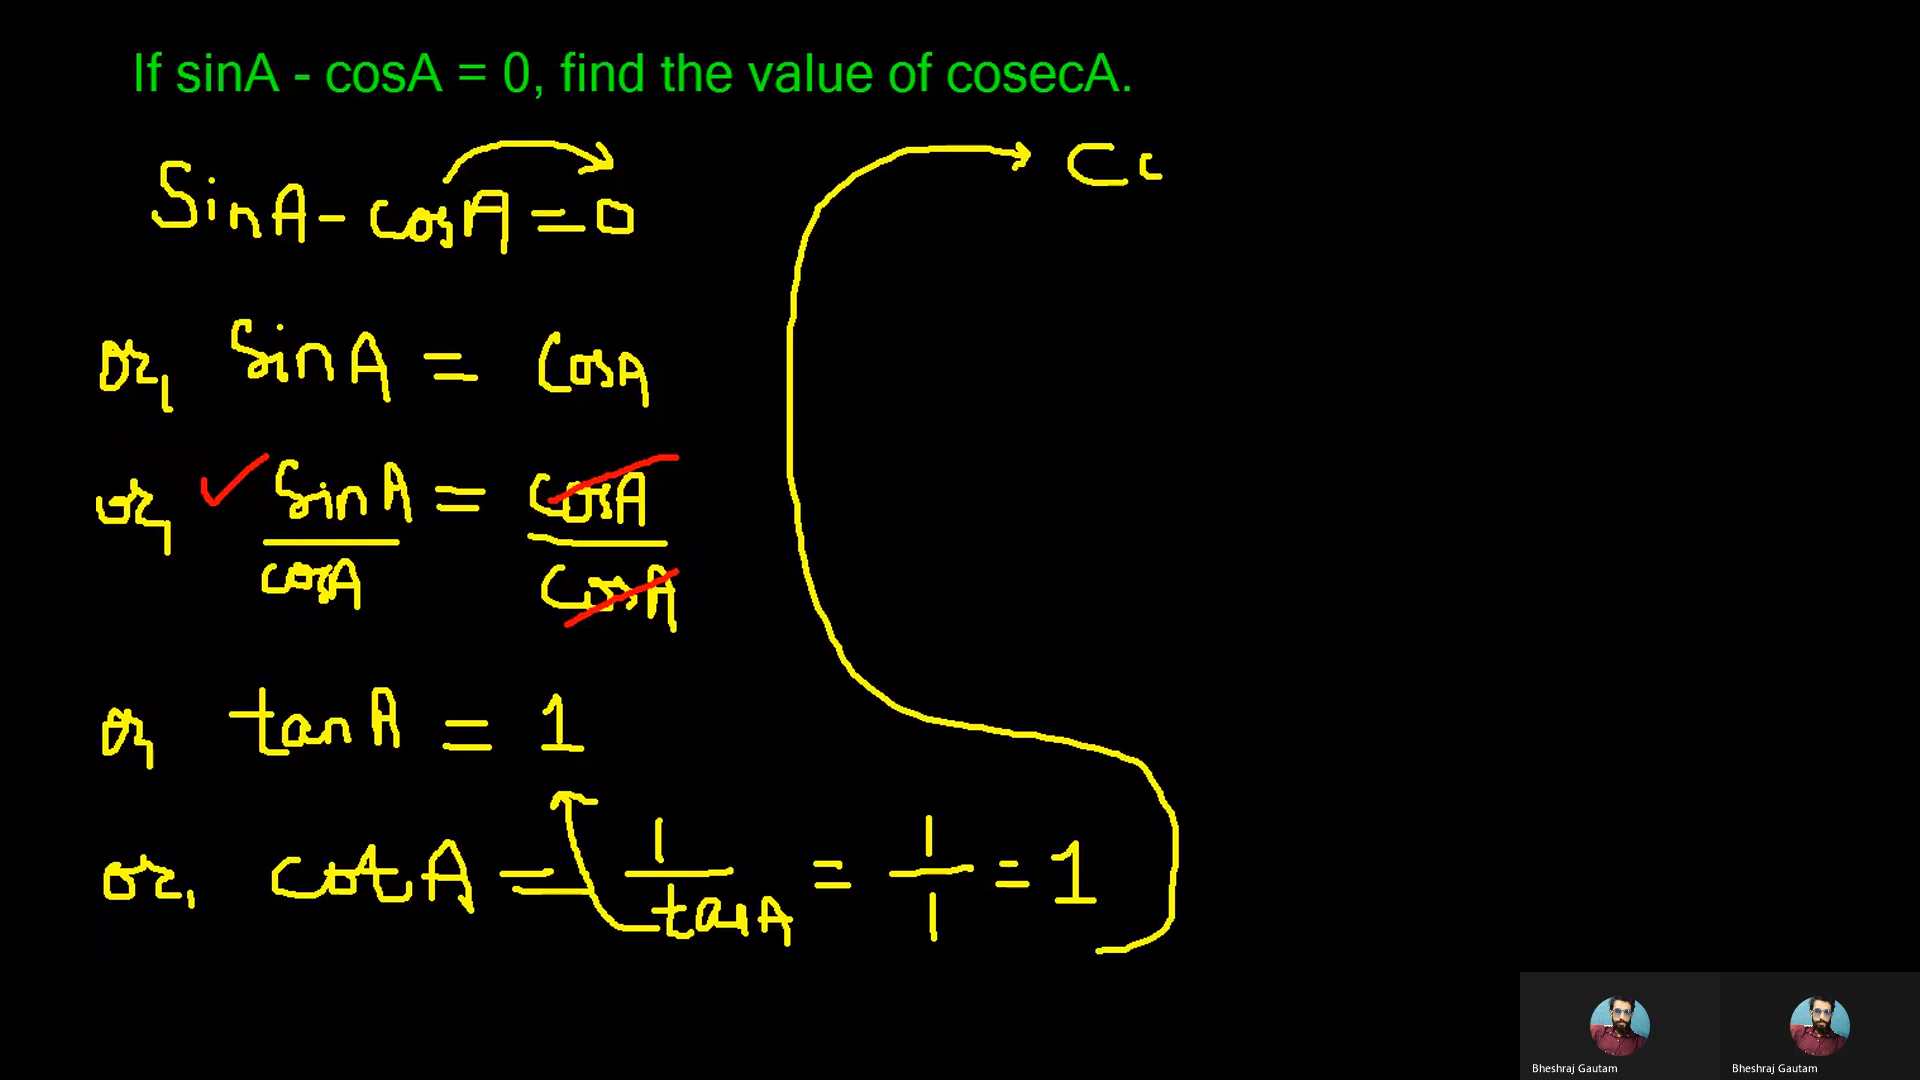 If sinA - cosA = 0, find the value of cosecA.
SinA - cosA = 0
or, sinA = cosA
or, sinA/cosA = cosA/cosA
or tanA = 1
or, cotA = 1/tanA = 1/1 = 1
Co
Bheshraj Gautam
Bheshraj Gautam